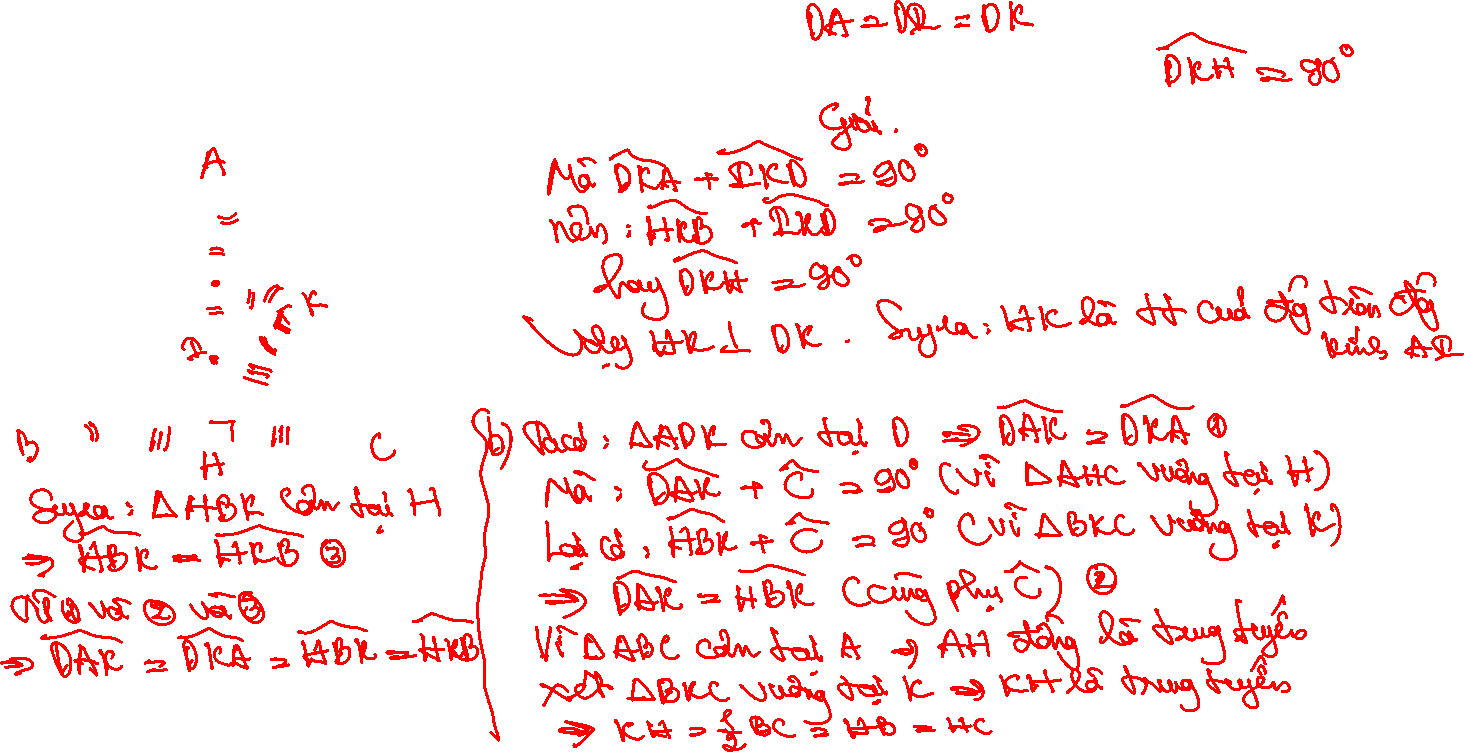 DA = DI = DK
DKH = 90°
Giải.
A
K
I
B
H
C
b) Ta có: ΔADK cân tại D ⇒ DAK = DKA ①
Mà: DAK + C = 90° (vì ΔAHC vuông tại H)
Lại có: HBK + C = 90° (vì ΔBKC vuông tại K)
⇒ DAK = HBK (cùng phụ C) ②
Vì ΔABC cân tại A → AH đồng là trung tuyến
xét ΔBKC vuông tại K ⇒ KH là trung tuyến
⇒ KH = 1/2 BC = HB = HC
Suy ra: ΔHBK cân tại H
⇒ HBK = HKB ③
Từ ① và ② và ③
⇒ DAK = DKA = HBK = HKB
Mà DKA + IKD = 90°
nên: HKB + IKD = 90°
hay DKH = 90°
Vậy HK ⊥ DK. Suy ra: HK là tt của đg tròn đg
kính AI